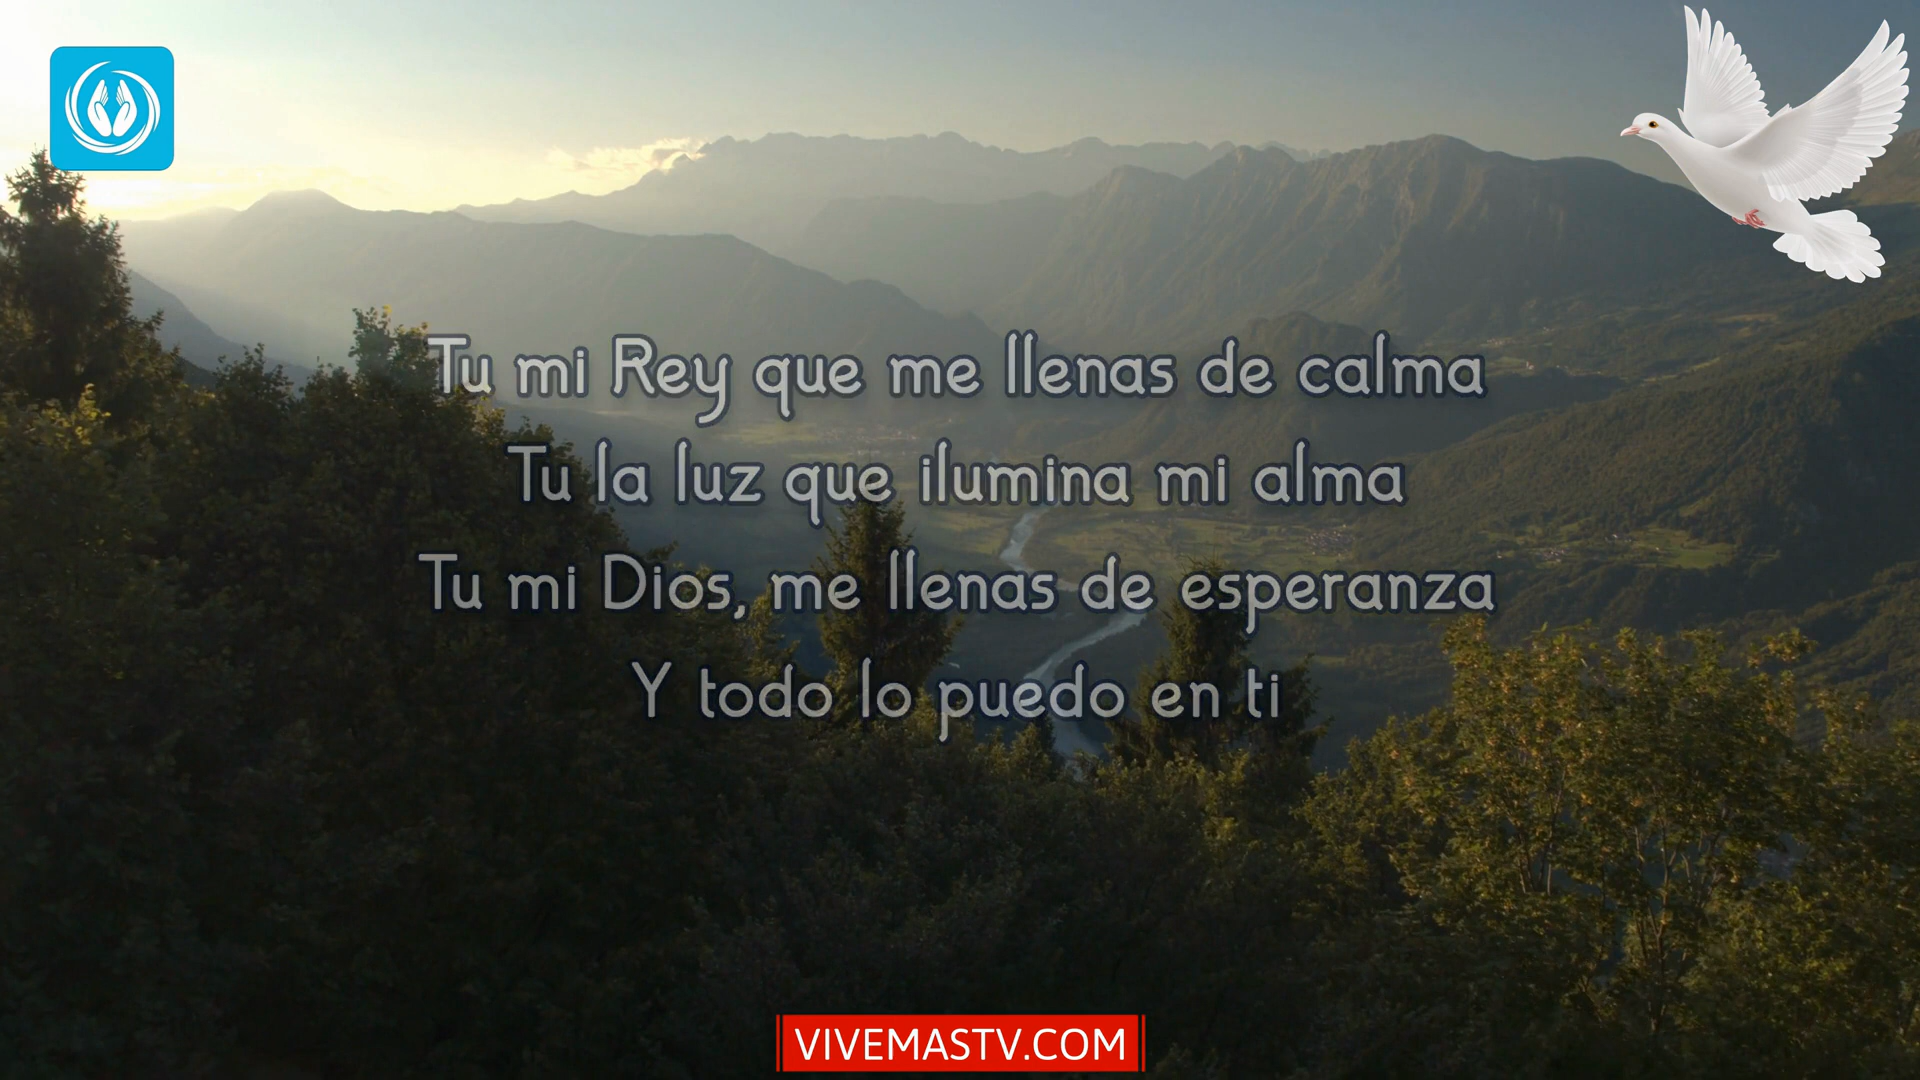 Tu mi Rey que me llenas de calma
Tu la luz que ilumina mi alma
Tu mi Dios, me llenas de esperanza
Y todo lo puedo en ti
VIVEMASTV.COM